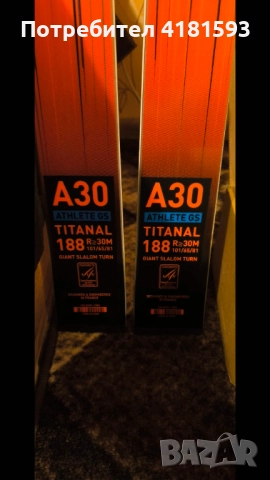 Потребител 4181593
A30
ATHLETE GS
TITANAL
188 R≥30M
101/65/81
GIANT SLALOM TURN
A30
ATHLETE GS
TITANAL
188 R≥30M
101/65/81
GIANT SLALOM TURN
BAZAR